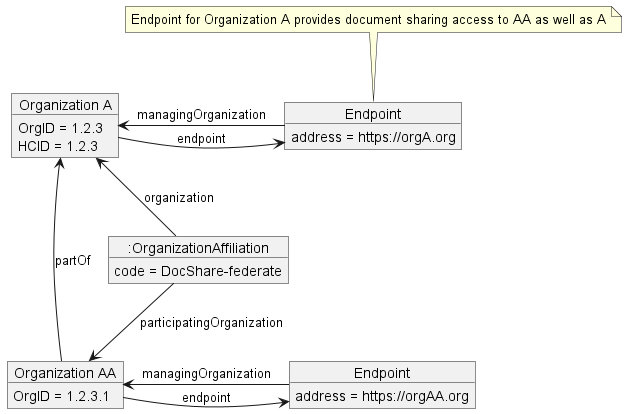 Endpoint for Organization A provides document sharing access to AA as well as A
Organization A
OrgID = 1.2.3
HCID = 1.2.3
managingOrganization
endpoint
Endpoint
address = https://orgA.org
organization
:OrganizationAffiliation
code = DocShare-federate
partOf
participatingOrganization
Organization AA
OrgID = 1.2.3.1
managingOrganization
endpoint
Endpoint
address = https://orgAA.org